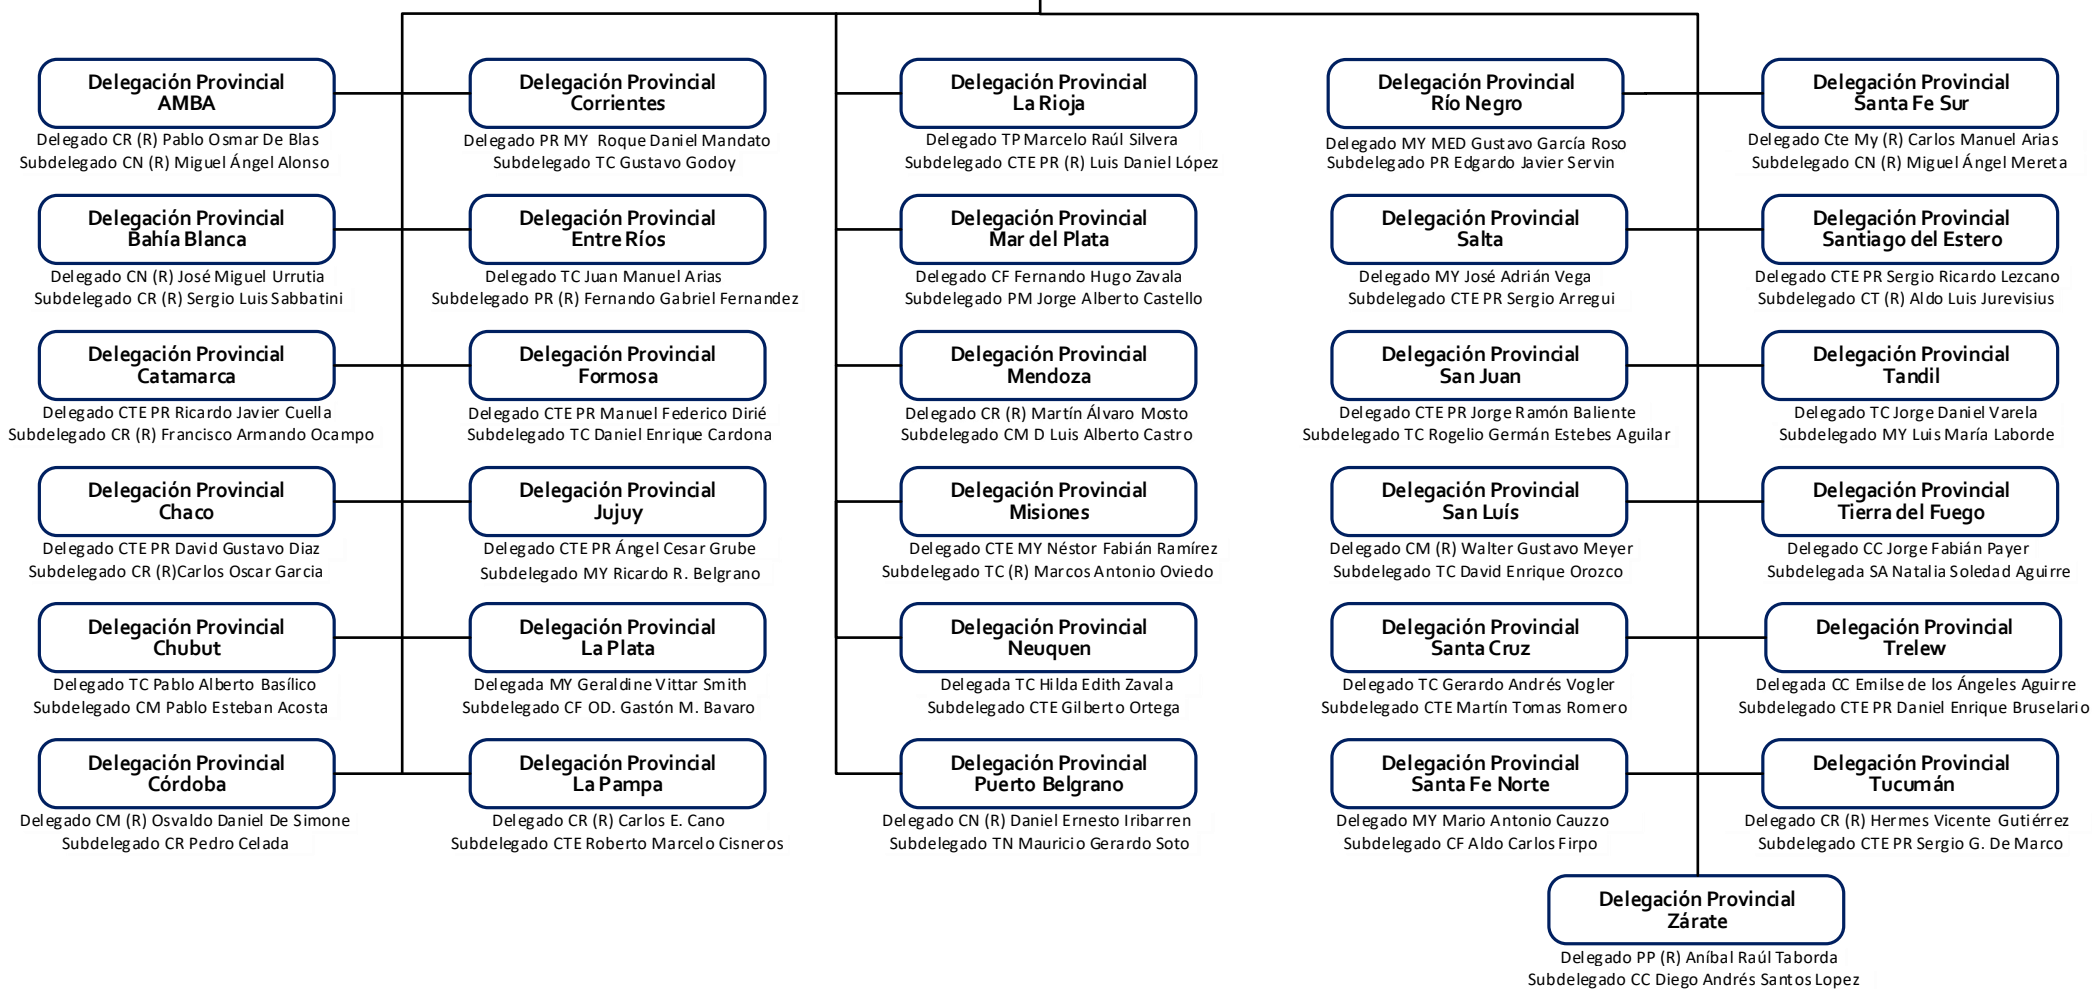 Delegación Provincial
AMBA
Delegado CR (R) Pablo Osmar De Blas
Subdelegado CN (R) Miguel Ángel Alonso
Delegación Provincial
Corrientes
Delegado PR MY Roque Daniel Mandato
Subdelegado TC Gustavo Godoy
Delegación Provincial
La Rioja
Delegado TP Marcelo Raúl Silvera
Subdelegado CTE PR (R) Luis Daniel López
Delegación Provincial
Río Negro
Delegado MY MED Gustavo García Roso
Subdelegado PR Edgardo Javier Servin
Delegación Provincial
Santa Fe Sur
Delegado Cte My (R) Carlos Manuel Arias
Subdelegado CN (R) Miguel Ángel Mereta
Delegación Provincial
Bahía Blanca
Delegado CN (R) José Miguel Urrutia
Subdelegado CR (R) Sergio Luis Sabbatini
Delegación Provincial
Entre Ríos
Delegado TC Juan Manuel Arias
Subdelegado PR (R) Fernando Gabriel Fernandez
Delegación Provincial
Mar del Plata
Delegado CF Fernando Hugo Zavala
Subdelegado PM Jorge Alberto Castello
Delegación Provincial
Salta
Delegado MY José Adrián Vega
Subdelegado CTE PR Sergio Arregui
Delegación Provincial
Santiago del Estero
Delegado CTE PR Sergio Ricardo Lezcano
Subdelegado CT (R) Aldo Luis Jurevisius
Delegación Provincial
Catamarca
Delegado CTE PR Ricardo Javier Cuella
Subdelegado CR (R) Francisco Armando Ocampo
Delegación Provincial
Formosa
Delegado CTE PR Manuel Federico Dirié
Subdelegado TC Daniel Enrique Cardona
Delegación Provincial
Mendoza
Delegado CR (R) Martín Álvaro Mosto
Subdelegado CM D Luis Alberto Castro
Delegación Provincial
San Juan
Delegado CTE PR Jorge Ramón Baliente
Subdelegado TC Rogelio Germán Estebes Aguilar
Delegación Provincial
Tandil
Delegado TC Jorge Daniel Varela
Subdelegado MY Luis María Laborde
Delegación Provincial
Chaco
Delegado CTE PR David Gustavo Diaz
Subdelegado CR (R)Carlos Oscar Garcia
Delegación Provincial
Jujuy
Delegado CTE PR Ángel Cesar Grube
Subdelegado MY Ricardo R. Belgrano
Delegación Provincial
Misiones
Delegado CTE MY Néstor Fabián Ramírez
Subdelegado TC (R) Marcos Antonio Oviedo
Delegación Provincial
San Luís
Delegado CM (R) Walter Gustavo Meyer
Subdelegado TC David Enrique Orozco
Delegación Provincial
Tierra del Fuego
Delegado CC Jorge Fabián Payer
Subdelegada SA Natalia Soledad Aguirre
Delegación Provincial
Chubut
Delegado TC Pablo Alberto Basílico
Subdelegado CM Pablo Esteban Acosta
Delegación Provincial
La Plata
Delegada MY Geraldine Vittar Smith
Subdelegado CF OD. Gastón M. Bavaro
Delegación Provincial
Neuquen
Delegada TC Hilda Edith Zavala
Subdelegado CTE Gilberto Ortega
Delegación Provincial
Santa Cruz
Delegado TC Gerardo Andrés Vogler
Subdelegado CTE Martín Tomas Romero
Delegación Provincial
Trelew
Delegada CC Emilse de los Ángeles Aguirre
Subdelegado CTE PR Daniel Enrique Bruselario
Delegación Provincial
Córdoba
Delegado CM (R) Osvaldo Daniel De Simone
Subdelegado CR Pedro Celada
Delegación Provincial
La Pampa
Delegado CR (R) Carlos E. Cano
Subdelegado CTE Roberto Marcelo Cisneros
Delegación Provincial
Puerto Belgrano
Delegado CN (R) Daniel Ernesto Iribarren
Subdelegado TN Mauricio Gerardo Soto
Delegación Provincial
Santa Fe Norte
Delegado MY Mario Antonio Cauzzo
Subdelegado CF Aldo Carlos Firpo
Delegación Provincial
Tucumán
Delegado CR (R) Hermes Vicente Gutiérrez
Subdelegado CTE PR Sergio G. De Marco
Delegación Provincial
Zárate
Delegado PP (R) Aníbal Raúl Taborda
Subdelegado CC Diego Andrés Santos Lopez